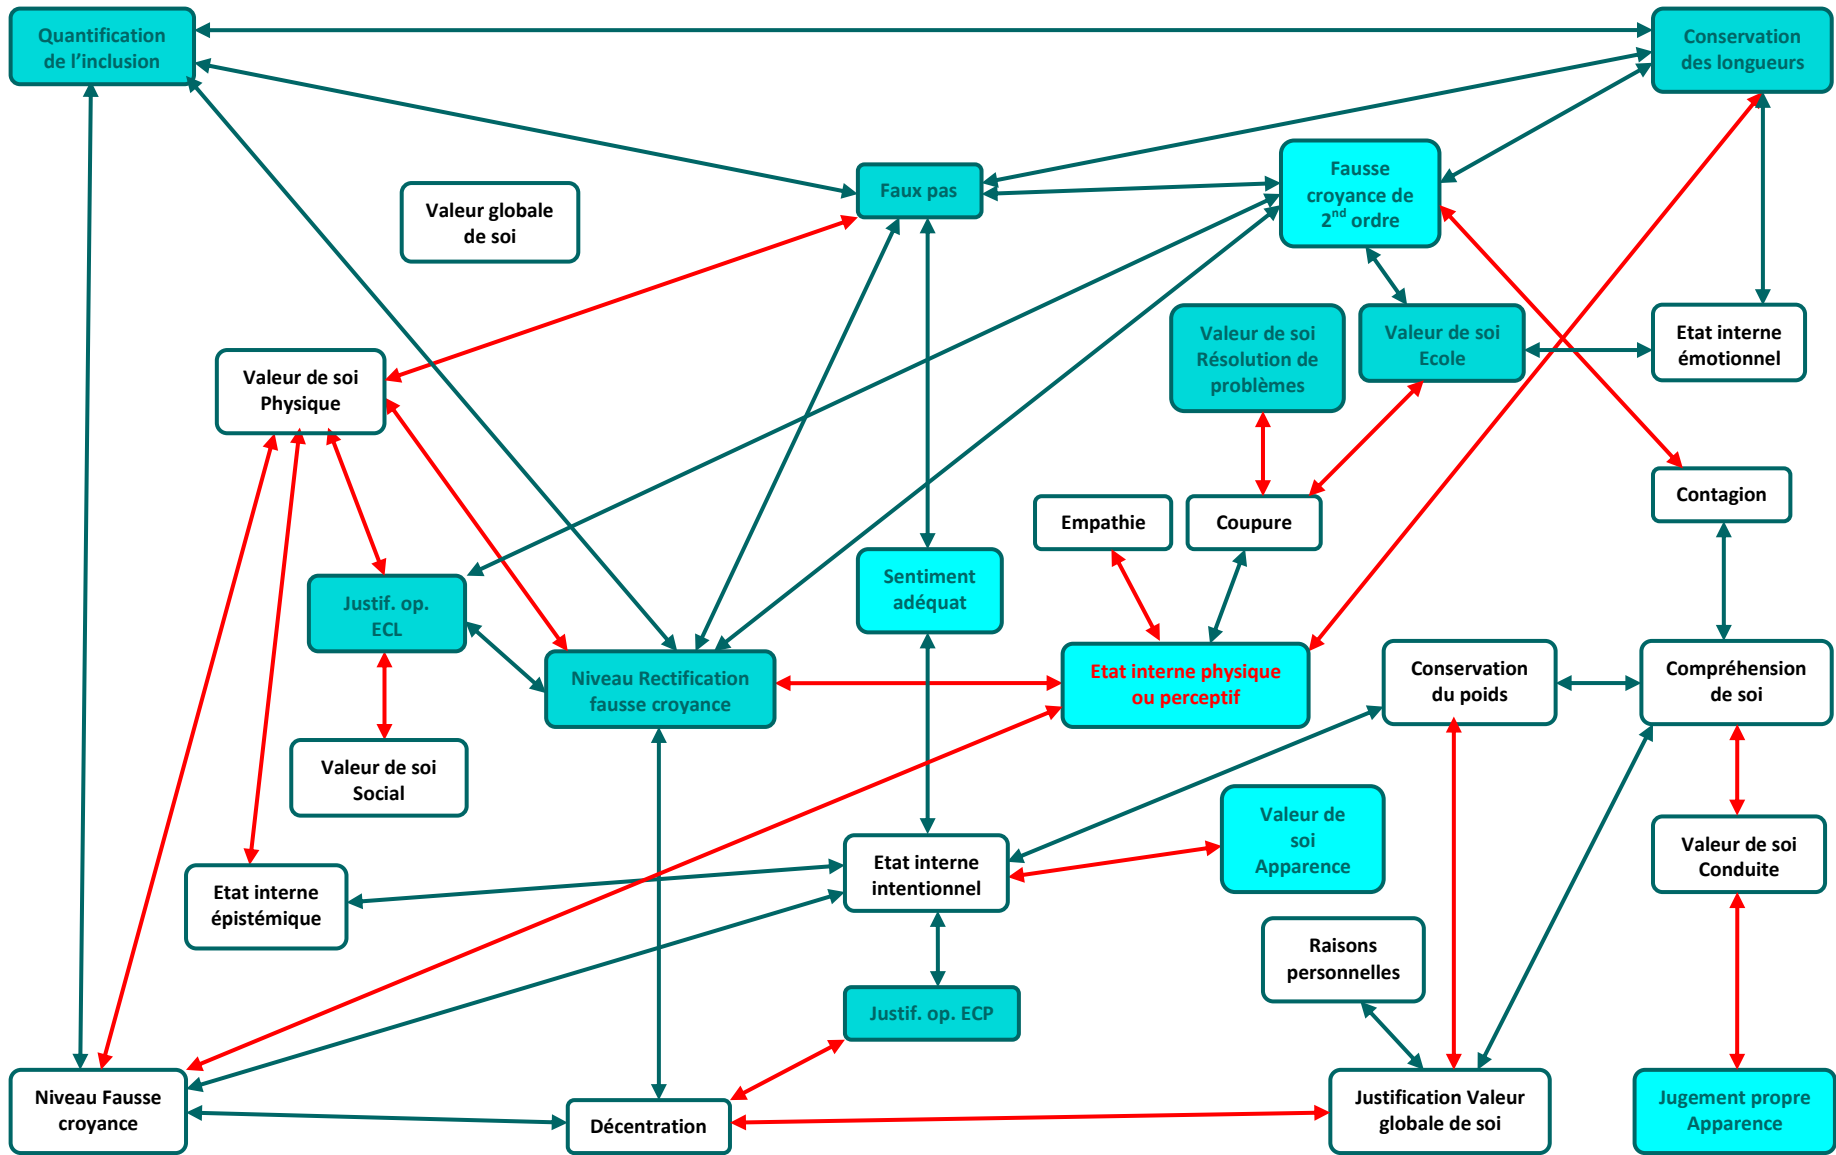 Quantification
de l'inclusion
Conservation
des longueurs
Faux pas
Fausse
croyance de
2nd ordre
Valeur globale
de soi
Valeur de soi
Résolution de
problèmes
Valeur de soi
Ecole
Etat interne
émotionnel
Valeur de soi
Physique
Contagion
Empathie
Coupure
Sentiment
adéquat
Justif. op.
ECL
Niveau Rectification
fausse croyance
Etat interne physique
ou perceptif
Conservation
du poids
Compréhension
de soi
Valeur de soi
Social
Valeur de
soi
Apparence
Valeur de soi
Conduite
Etat interne
épistémique
Etat interne
intentionnel
Raisons
personnelles
Justif. op. ECP
Niveau Fausse
croyance
Décentration
Justification Valeur
globale de soi
Jugement propre
Apparence